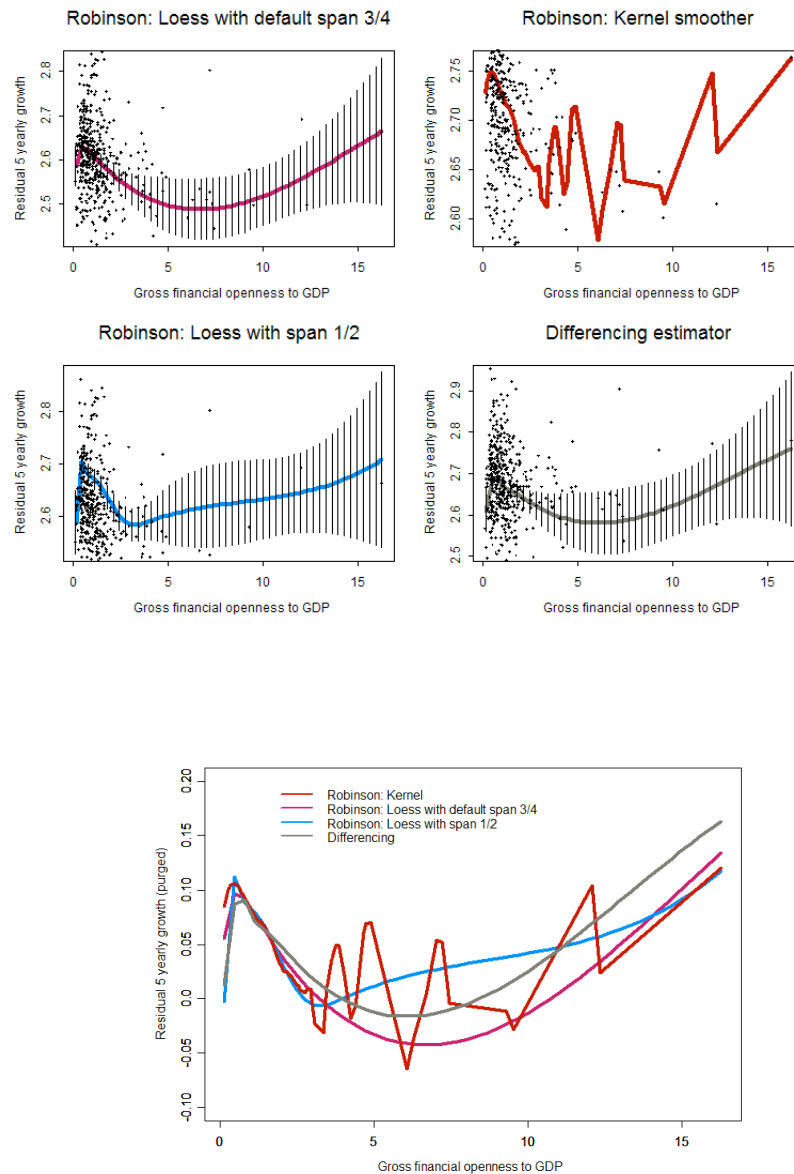 Robinson: Loess with default span 3/4
Residual 5 yearly growth
2.8
2.7
2.6
2.5
0 5 10 15
Gross financial openness to GDP
Robinson: Kernel smoother
Residual 5 yearly growth
2.75
2.70
2.65
2.60
0 5 10 15
Gross financial openness to GDP
Robinson: Loess with span 1/2
Residual 5 yearly growth
2.8
2.7
2.6
0 5 10 15
Gross financial openness to GDP
Differencing estimator
Residual 5 yearly growth
2.9
2.8
2.7
2.6
2.5
0 5 10 15
Gross financial openness to GDP
Residual 5 yearly growth (purged)
0.20
0.15
0.10
0.05
0.0
-0.05
-0.10
Robinson: Kernel
Robinson: Loess with default span 3/4
Robinson: Loess with span 1/2
Differencing
0 5 10 15
Gross financial openness to GDP